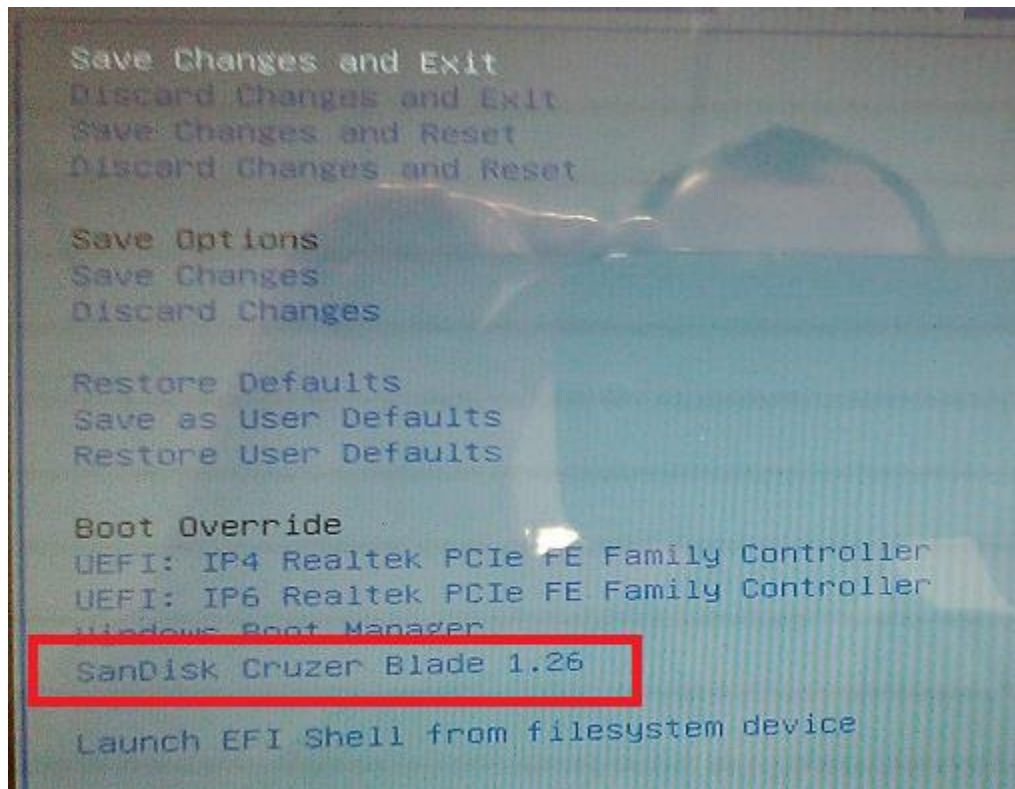 Save Changes and Exit
Discard Changes and Exit
Save Changes and Reset
Discard Changes and Reset
Save Options
Save Changes
Discard Changes
Restore Defaults
Save as User Defaults
Restore User Defaults
Boot Override
UEFI: IP4 Realtek PCIe FE Family Controller
UEFI: IP6 Realtek PCIe FE Family Controller
Windows Boot Manager
SanDisk Cruzer Blade 1.26
Launch EFI Shell from filesystem device